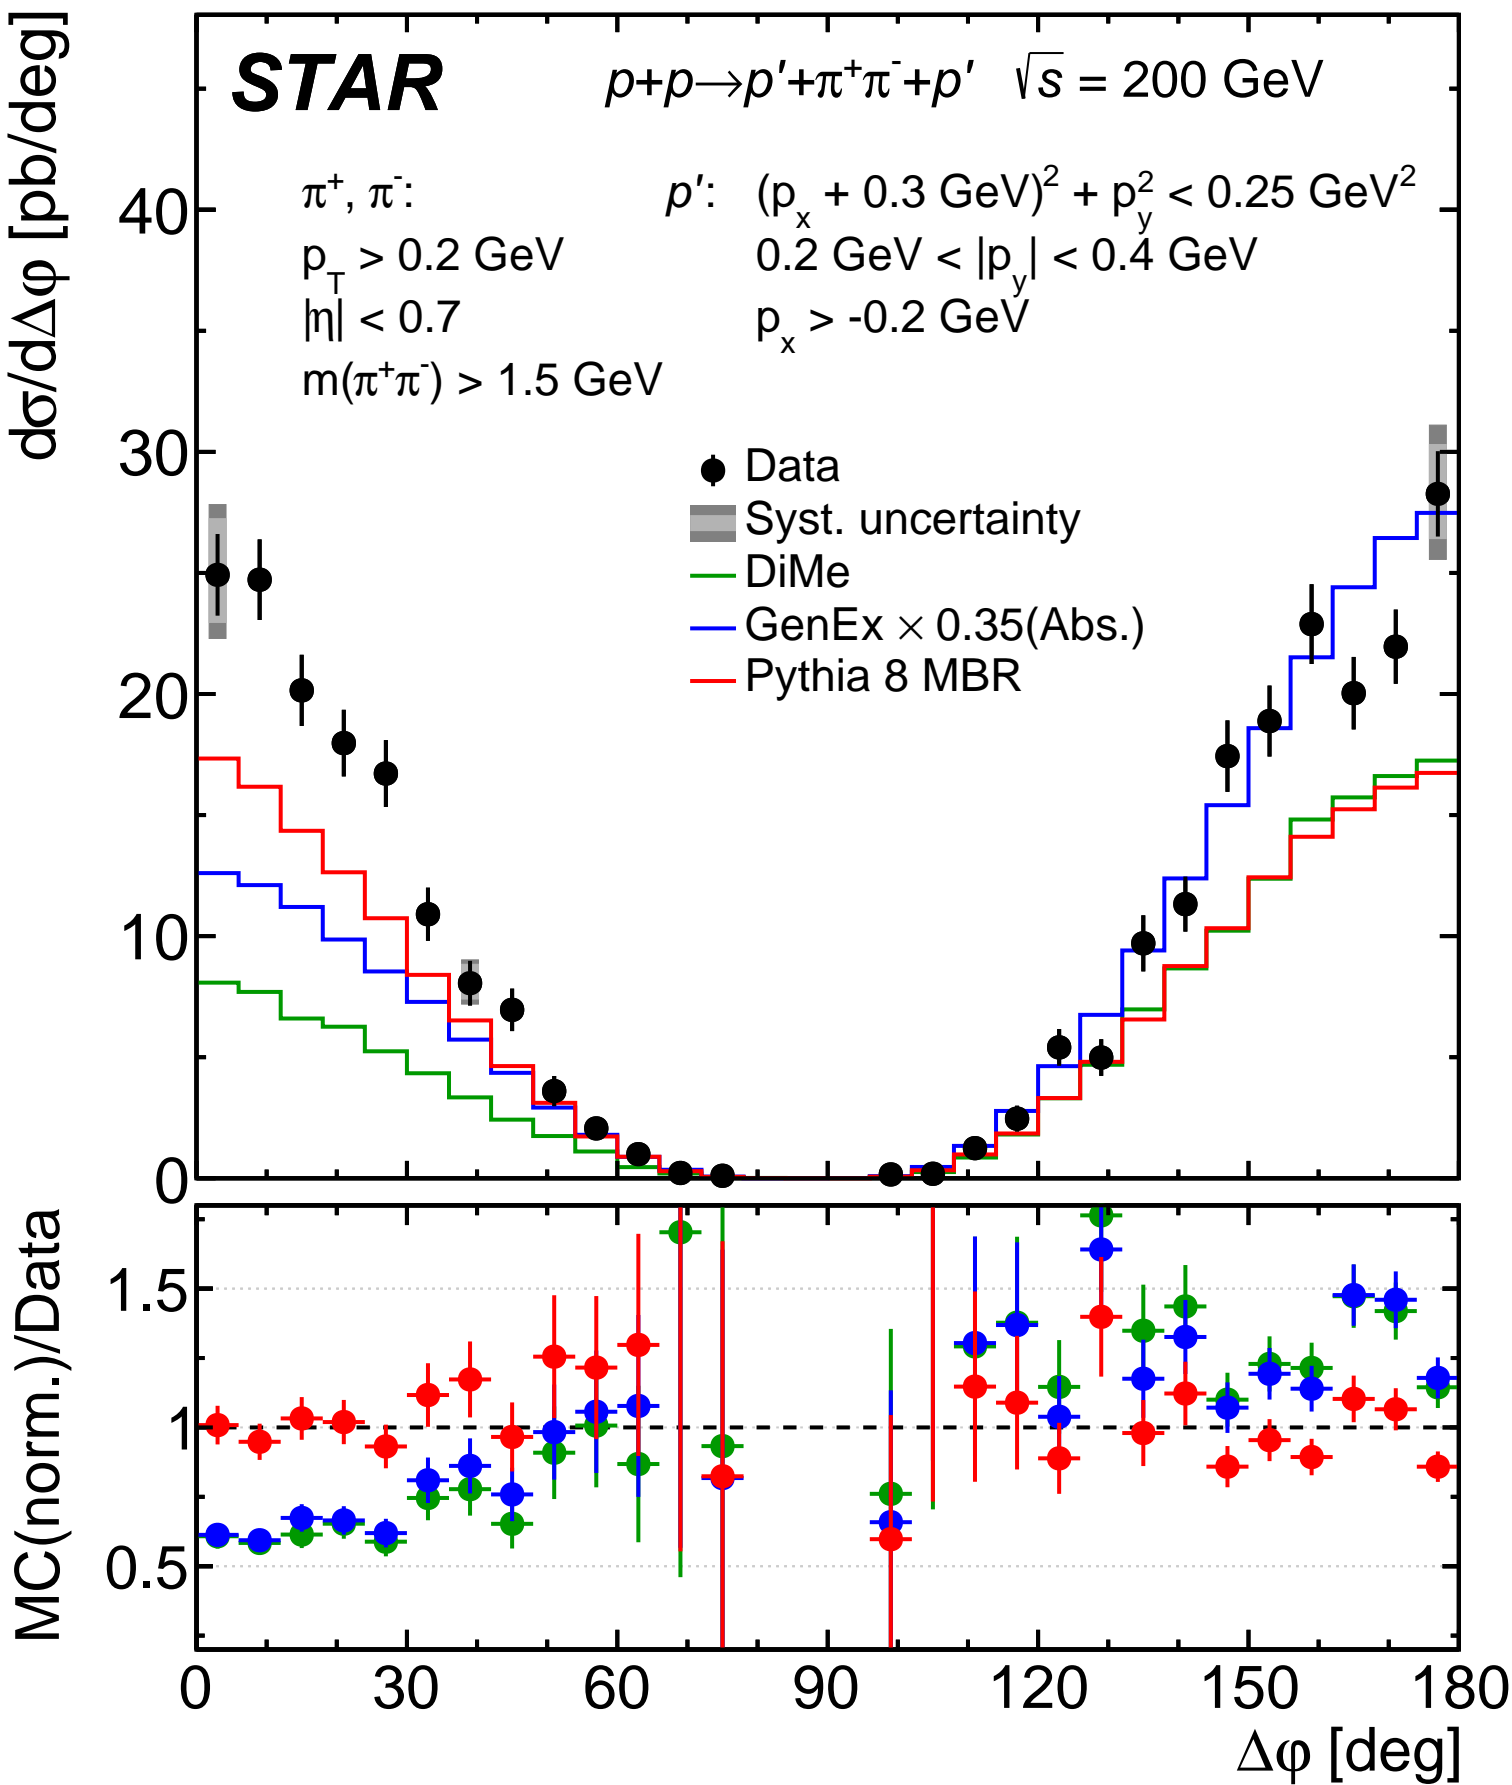 STAR p+p→p′+π⁺π⁻+p′ √s = 200 GeV
π⁺, π⁻: p′: (pₓ + 0.3 GeV)² + p_y² < 0.25 GeV²
p_T > 0.2 GeV 0.2 GeV < |p_y| < 0.4 GeV
|η| < 0.7 pₓ > -0.2 GeV
m(π⁺π⁻) > 1.5 GeV
Data
Syst. uncertainty
DiMe
GenEx × 0.35(Abs.)
Pythia 8 MBR
dσ/dΔφ [pb/deg]
40
30
20
10
0
MC(norm.)/Data
1.5
1
0.5
0 30 60 90 120 150 180
Δφ [deg]